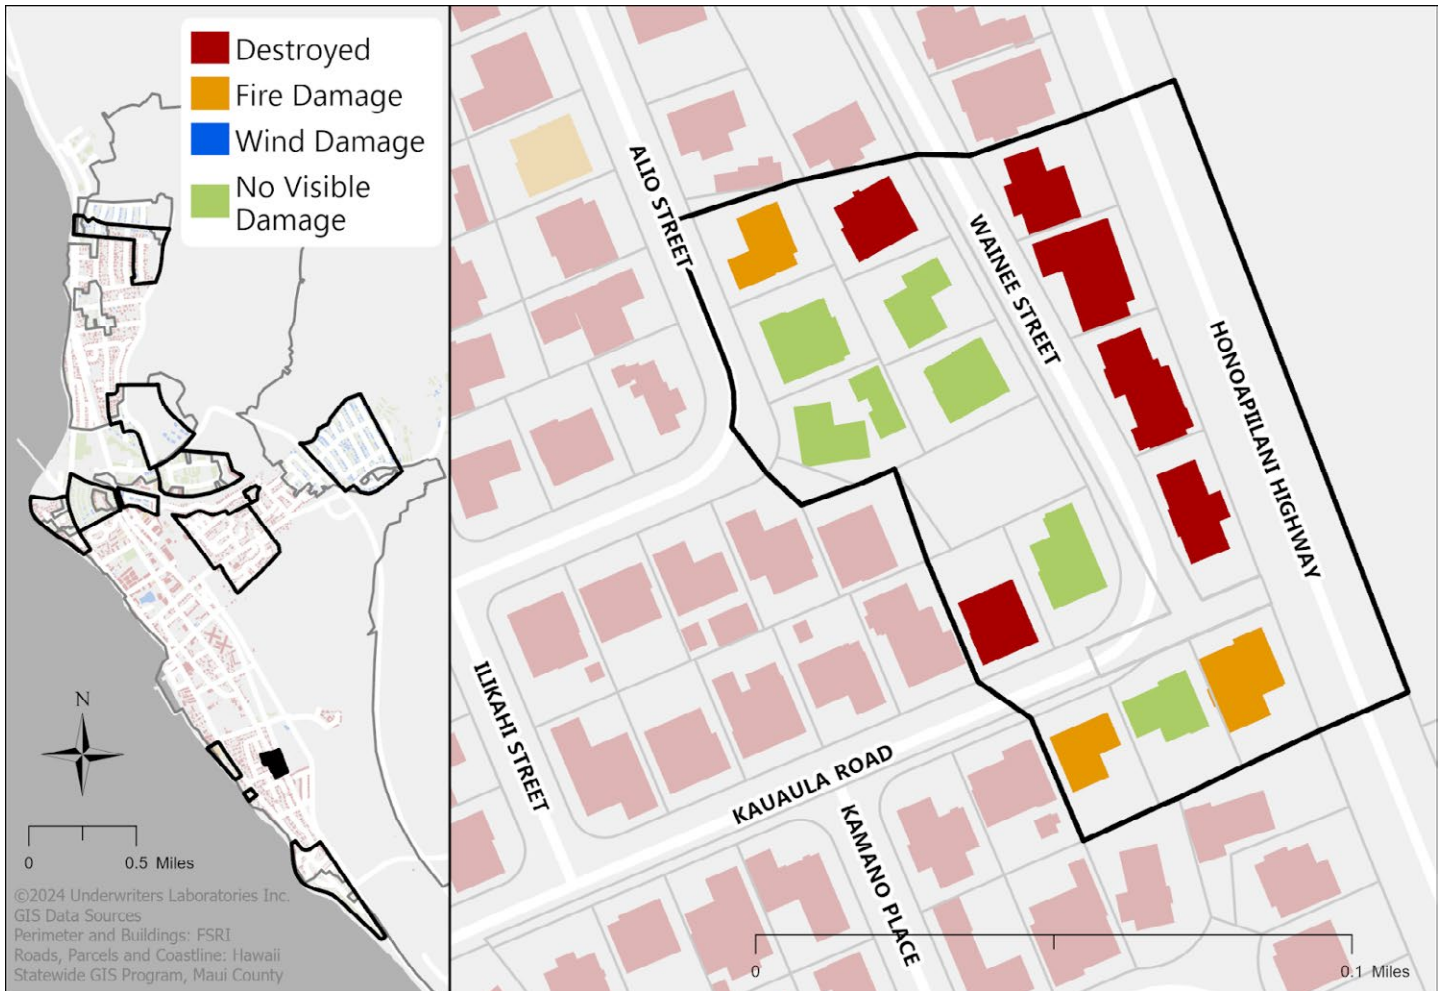 Destroyed
Fire Damage
Wind Damage
No Visible
Damage
N
0
0.5 Miles
©2024 Underwriters Laboratories Inc.
GIS Data Sources
Perimeter and Buildings: FSRI
Roads, Parcels and Coastline: Hawaii
Statewide GIS Program, Maui County
ALIO STREET
WAINEE STREET
HONOAPIILANI HIGHWAY
ILIKAHI STREET
KAUAULA ROAD
KAMANO PLACE
0
0.1 Miles